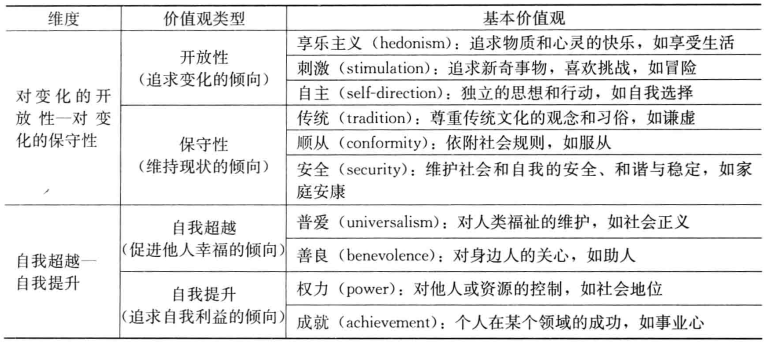 维度 价值观类型 基本价值观
对变化的开放性—对变化的保守性
开放性
(追求变化的倾向)
享乐主义(hedonism):追求物质和心灵的快乐,如享受生活
刺激(stimulation):追求新奇事物,喜欢挑战,如冒险
自主(self-direction):独立的思想和行动,如自我选择
保守性
(维持现状的倾向)
传统(tradition):尊重传统文化的观念和习俗,如谦虚
顺从(conformity):依附社会规则,如服从
安全(security):维护社会和自我的安全、和谐与稳定,如家
庭安康
自我超越—
自我提升
自我超越
(促进他人幸福的倾向)
普爱(universalism):对人类福祉的维护,如社会正义
善良(benevolence):对身边人的关心,如助人
自我提升
(追求自我利益的倾向)
权力(power):对他人或资源的控制,如社会地位
成就(achievement):个人在某个领域的成功,如事业心